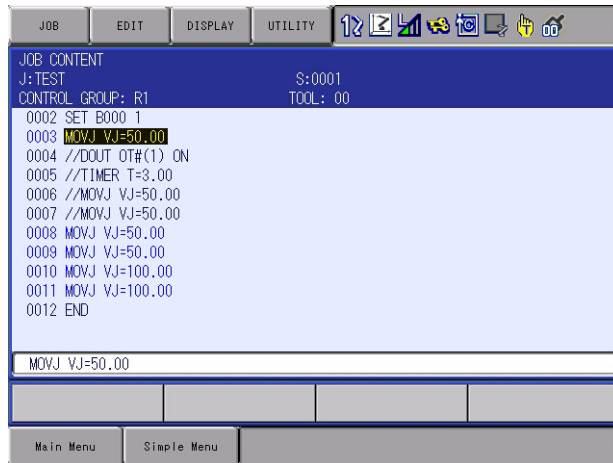 JOB EDIT DISPLAY UTILITY
JOB CONTENT
J:TEST S:0001
CONTROL GROUP: R1 TOOL: 00
0002 SET B000 1
0003 MOVJ VJ=50.00
0004 //DOUT OT#(1) ON
0005 //TIMER T=3.00
0006 //MOVJ VJ=50.00
0007 //MOVJ VJ=50.00
0008 MOVJ VJ=50.00
0009 MOVJ VJ=50.00
0010 MOVJ VJ=100.00
0011 MOVJ VJ=100.00
0012 END
MOVJ VJ=50.00
Main Menu Simple Menu